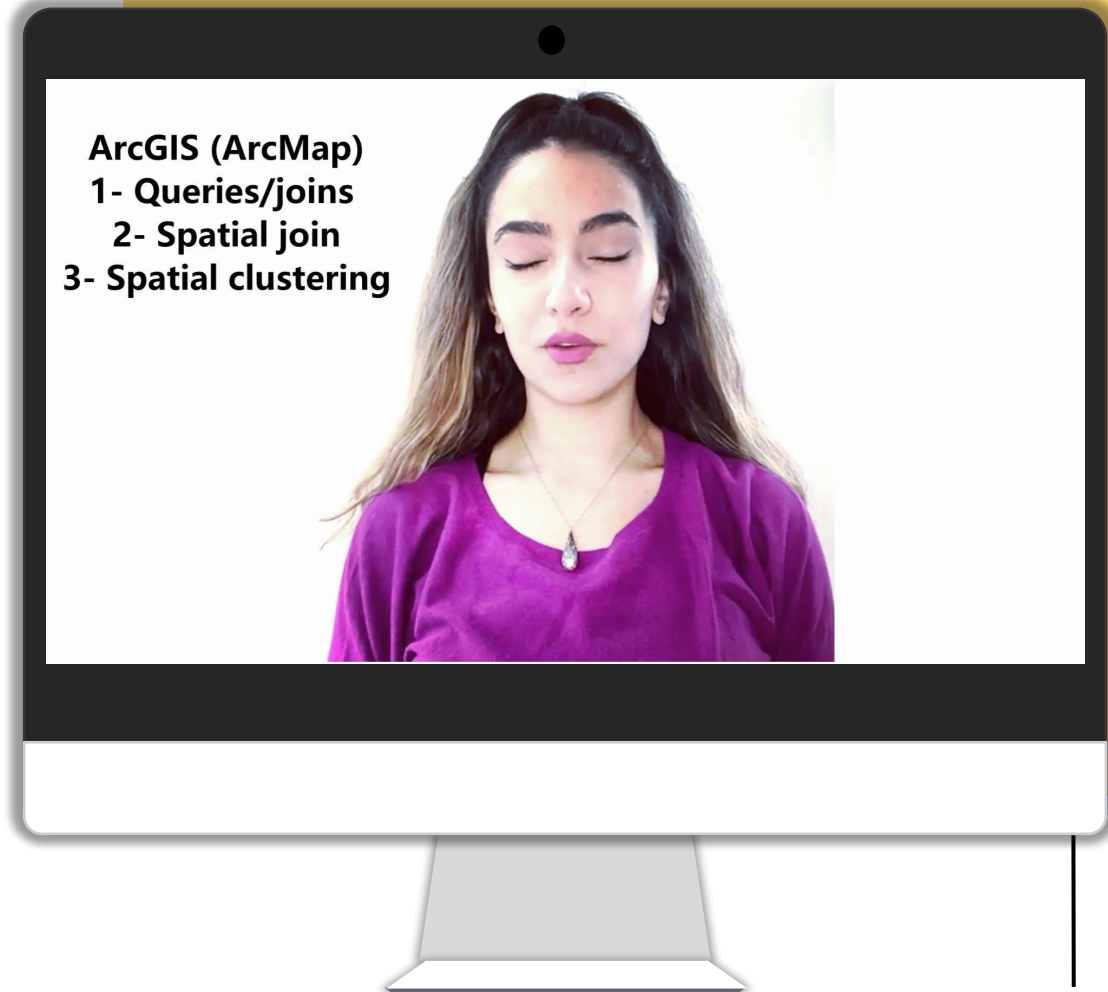 ArcGIS (ArcMap)
1- Queries/joins
2- Spatial join
3- Spatial clustering